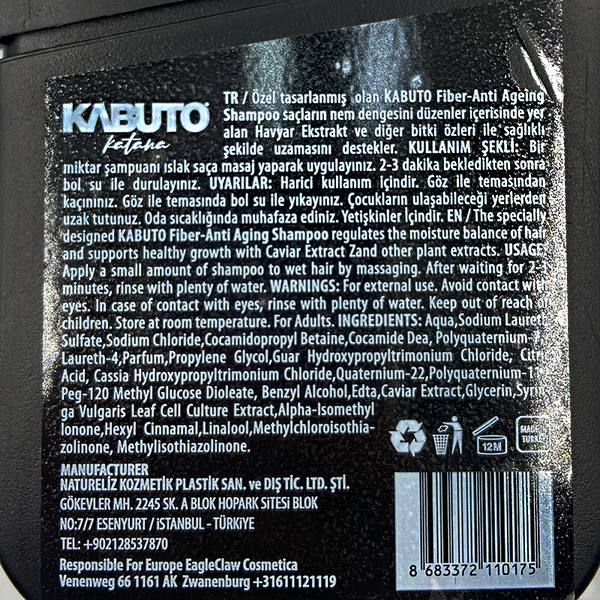 KABUTO
katana
TR / Özel tasarlanmış olan KABUTO Fiber-Anti Ageing
Shampoo saçların nem dengesini düzenler içerisinde yer
alan Havyar Ekstrakt ve diğer bitki özleri ile sağlıklı
şekilde uzamasını destekler. KULLANIM ŞEKLİ: Bir
miktar şampuanı ıslak saça masaj yaparak uygulayınız. 2-3 dakika bekledikten sonra
bol su ile durulayınız. UYARILAR: Harici kullanım içindir. Göz ile temasından
kaçınınız. Göz ile temasında bol su ile yıkayınız. Çocukların ulaşabileceği yerlerden
uzak tutunuz. Oda sıcaklığında muhafaza ediniz. Yetişkinler İçindir. EN / The specially
designed KABUTO Fiber-Anti Aging Shampoo regulates the moisture balance of hair
and supports healthy growth with Caviar Extract Zand other plant extracts. USAGE:
Apply a small amount of shampoo to wet hair by massaging. After waiting for 2-3
minutes, rinse with plenty of water. WARNINGS: For external use. Avoid contact with
eyes. In case of contact with eyes, rinse with plenty of water. Keep out of reach of
children. Store at room temperature. For Adults. INGREDIENTS: Aqua,Sodium Laureth
Sulfate,Sodium Chloride,Cocamidopropyl Betaine,Cocamide Dea, Polyquaternium-7,
Laureth-4,Parfum,Propylene Glycol,Guar Hydroxypropyltrimonium Chloride, Citric
Acid, Cassia Hydroxypropyltrimonium Chloride,Quaternium-22,Polyquaternium-11
Peg-120 Methyl Glucose Dioleate, Benzyl Alcohol,Edta,Caviar Extract,Glycerin,Syrin-
ga Vulgaris Leaf Cell Culture Extract,Alpha-Isomethyl
Ionone,Hexyl Cinnamal,Linalool,Methylchloroisothia-
zolinone, Methylisothiazolinone.
12M
MADE IN
TURKEY
MANUFACTURER
NATURELİZ KOZMETİK PLASTİK SAN. ve DIŞ TİC. LTD. ŞTİ.
GÖKEVLER MH. 2245 SK. A BLOK HOPARK SiTESi BLOK
NO:7/7 ESENYURT / iSTANBUL - TÜRKiYE
TEL: +902128537870
Responsible For Europe EagleClaw Cosmetica
Venenweg 66 1161 AK Zwanenburg +31611121119
8 683372 110175